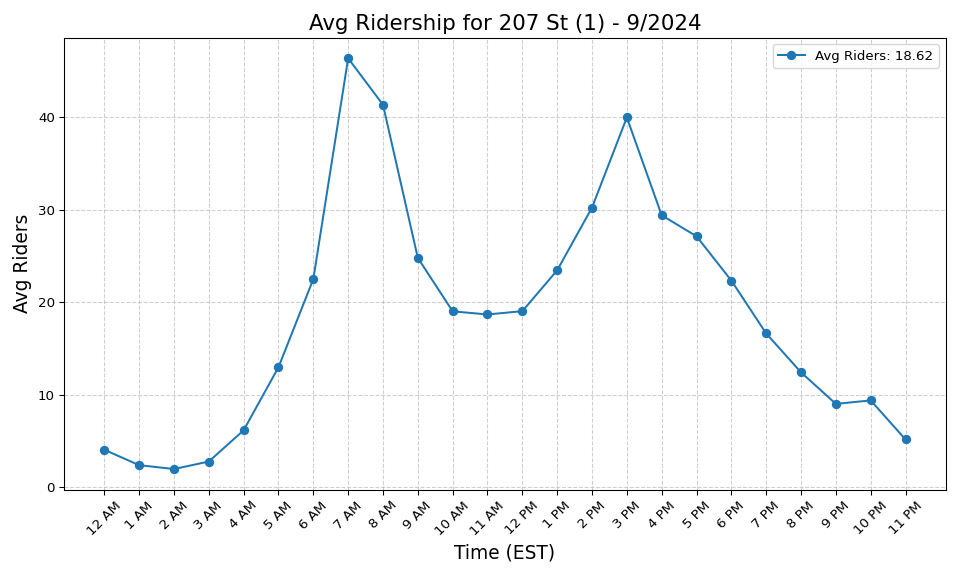 Avg Ridership for 207 St (1) - 9/2024
Avg Riders: 18.62
Avg Riders
40
30
20
10
0
12 AM
1 AM
2 AM
3 AM
4 AM
5 AM
6 AM
7 AM
8 AM
9 AM
10 AM
11 AM
12 PM
1 PM
2 PM
3 PM
4 PM
5 PM
6 PM
7 PM
8 PM
9 PM
10 PM
11 PM
Time (EST)